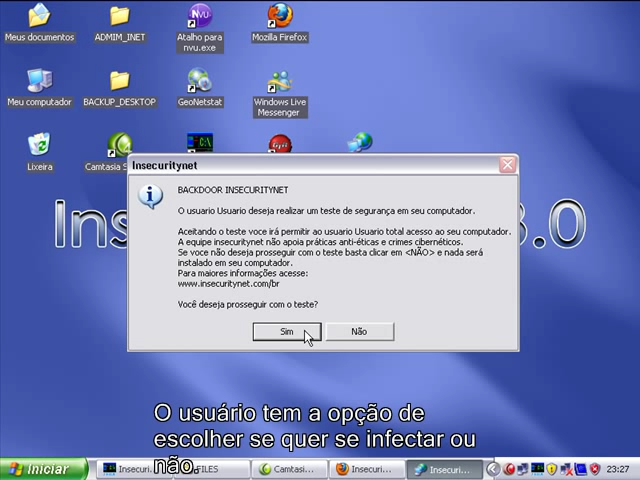 Meus documentos
ADMIM_INET
Atalho para
nvu.exe
Mozilla Firefox
Meu computador
BACKUP_DESKTOP
GeoNetstat
Windows Live
Messenger
Lixeira
Camtasia S
Insecuritynet
BACKDOOR INSECURITYNET
O usuario Usuario deseja realizar um teste de segurança em seu computador.
Aceitando o teste voce irá permitir ao usuario Usuario total acesso ao seu computador.
A equipe insecuritynet não apoia práticas anti-éticas e crimes cibernéticos.
Se voce não deseja prosseguir com o teste basta clicar em <NÃO> e nada será
instalado em seu computador.
Para maiores informações acesse:
www.insecuritynet.com/br
Você deseja prosseguir com o teste?
Sim
Não
Ins
3.0
O usuário tem a opção de
escolher se quer se infectar ou
não.
Iniciar
Insecuri...
FILES
Camtasi...
Insecuri...
Insecuri...
23:27